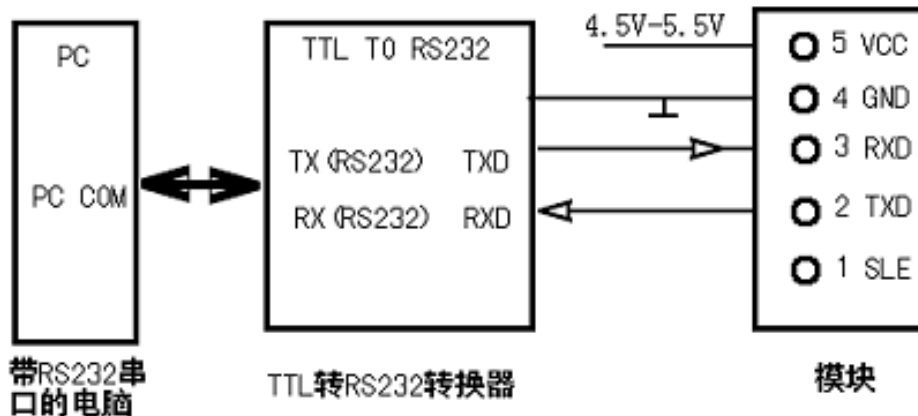 PC
PC COM
带RS232串
口的电脑
TTL TO RS232
TX(RS232) TXD
RX(RS232) RXD
TTL转RS232转换器
4.5V-5.5V
5 VCC
4 GND
3 RXD
2 TXD
1 SLE
模块